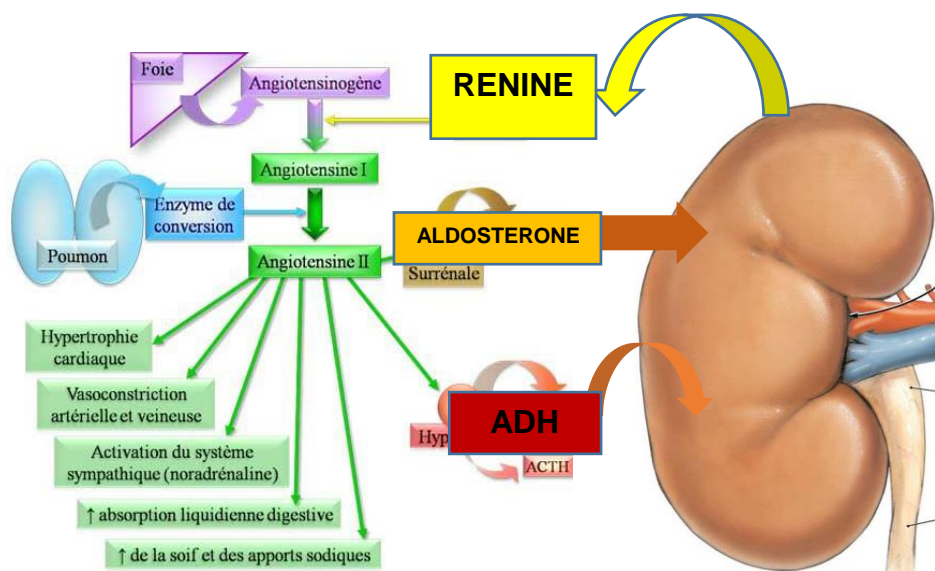 Foie
Angiotensinogène
RENINE
Angiotensine I
Enzyme de
conversion
Poumon
ALDOSTERONE
Angiotensine II
Surrénale
Hypertrophie
cardiaque
Vasoconstriction
artérielle et veineuse
ADH
Hyp
ACTH
Activation du système
sympathique (noradrénaline)
↑ absorption liquidienne digestive
↑ de la soif et des apports sodiques